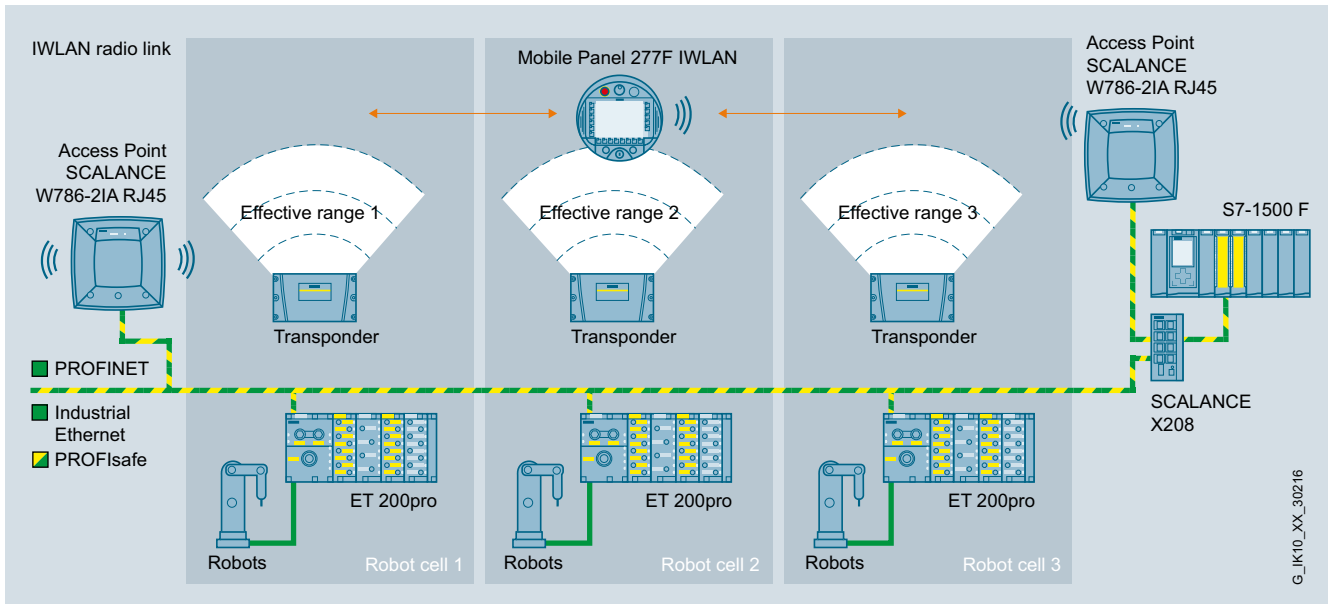 IWLAN radio link
Mobile Panel 277F IWLAN
Access Point
SCALANCE
W786-2IA RJ45
Access Point
SCALANCE
W786-2IA RJ45
Effective range 1
Effective range 2
Effective range 3
S7-1500 F
Transponder
Transponder
Transponder
PROFINET
Industrial
Ethernet
PROFIsafe
SCALANCE
X208
ET 200pro
ET 200pro
ET 200pro
Robots
Robot cell 1
Robots
Robot cell 2
Robots
Robot cell 3
G_IK10_XX_30216